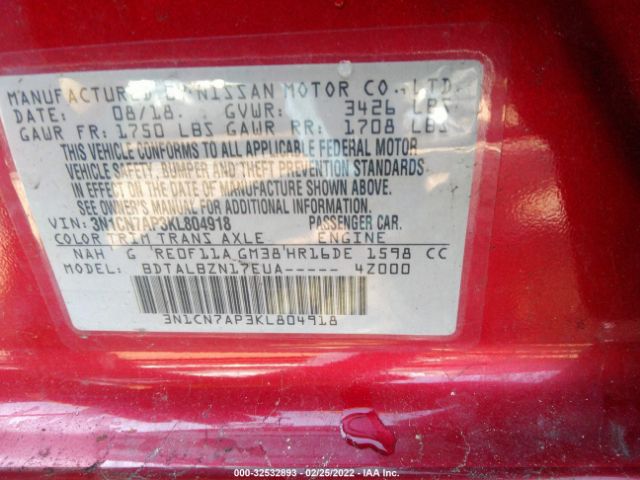 MANUFACTURED BY NISSAN MOTOR CO., LTD.
DATE: 08/18. GVWR: 3426 LBS
GAWR FR: 1750 LBS GAWR RR: 1708 LBS
THIS VEHICLE CONFORMS TO ALL APPLICABLE FEDERAL MOTOR
VEHICLE SAFETY, BUMPER AND THEFT PREVENTION STANDARDS
IN EFFECT ON THE DATE OF MANUFACTURE SHOWN ABOVE.
SEE OWNER'S MANUAL FOR ADDITIONAL INFORMATION.
VIN: 3N1CN7AP3KL804918 PASSENGER CAR.
COLOR TRIM TRANS AXLE ENGINE
NAH G RE0F11A GM38 HR16DE 1598 CC
MODEL: BDTALBZN17EUA----- 4Z000
3N1CN7AP3KL804918
000-32532893 - 02/25/2022 - IAA Inc.